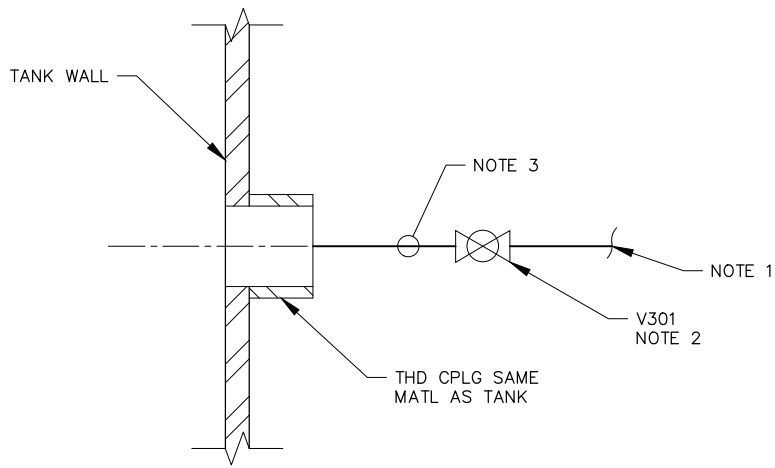 TANK WALL
NOTE 3
NOTE 1
V301
NOTE 2
THD CPLG SAME
MATL AS TANK